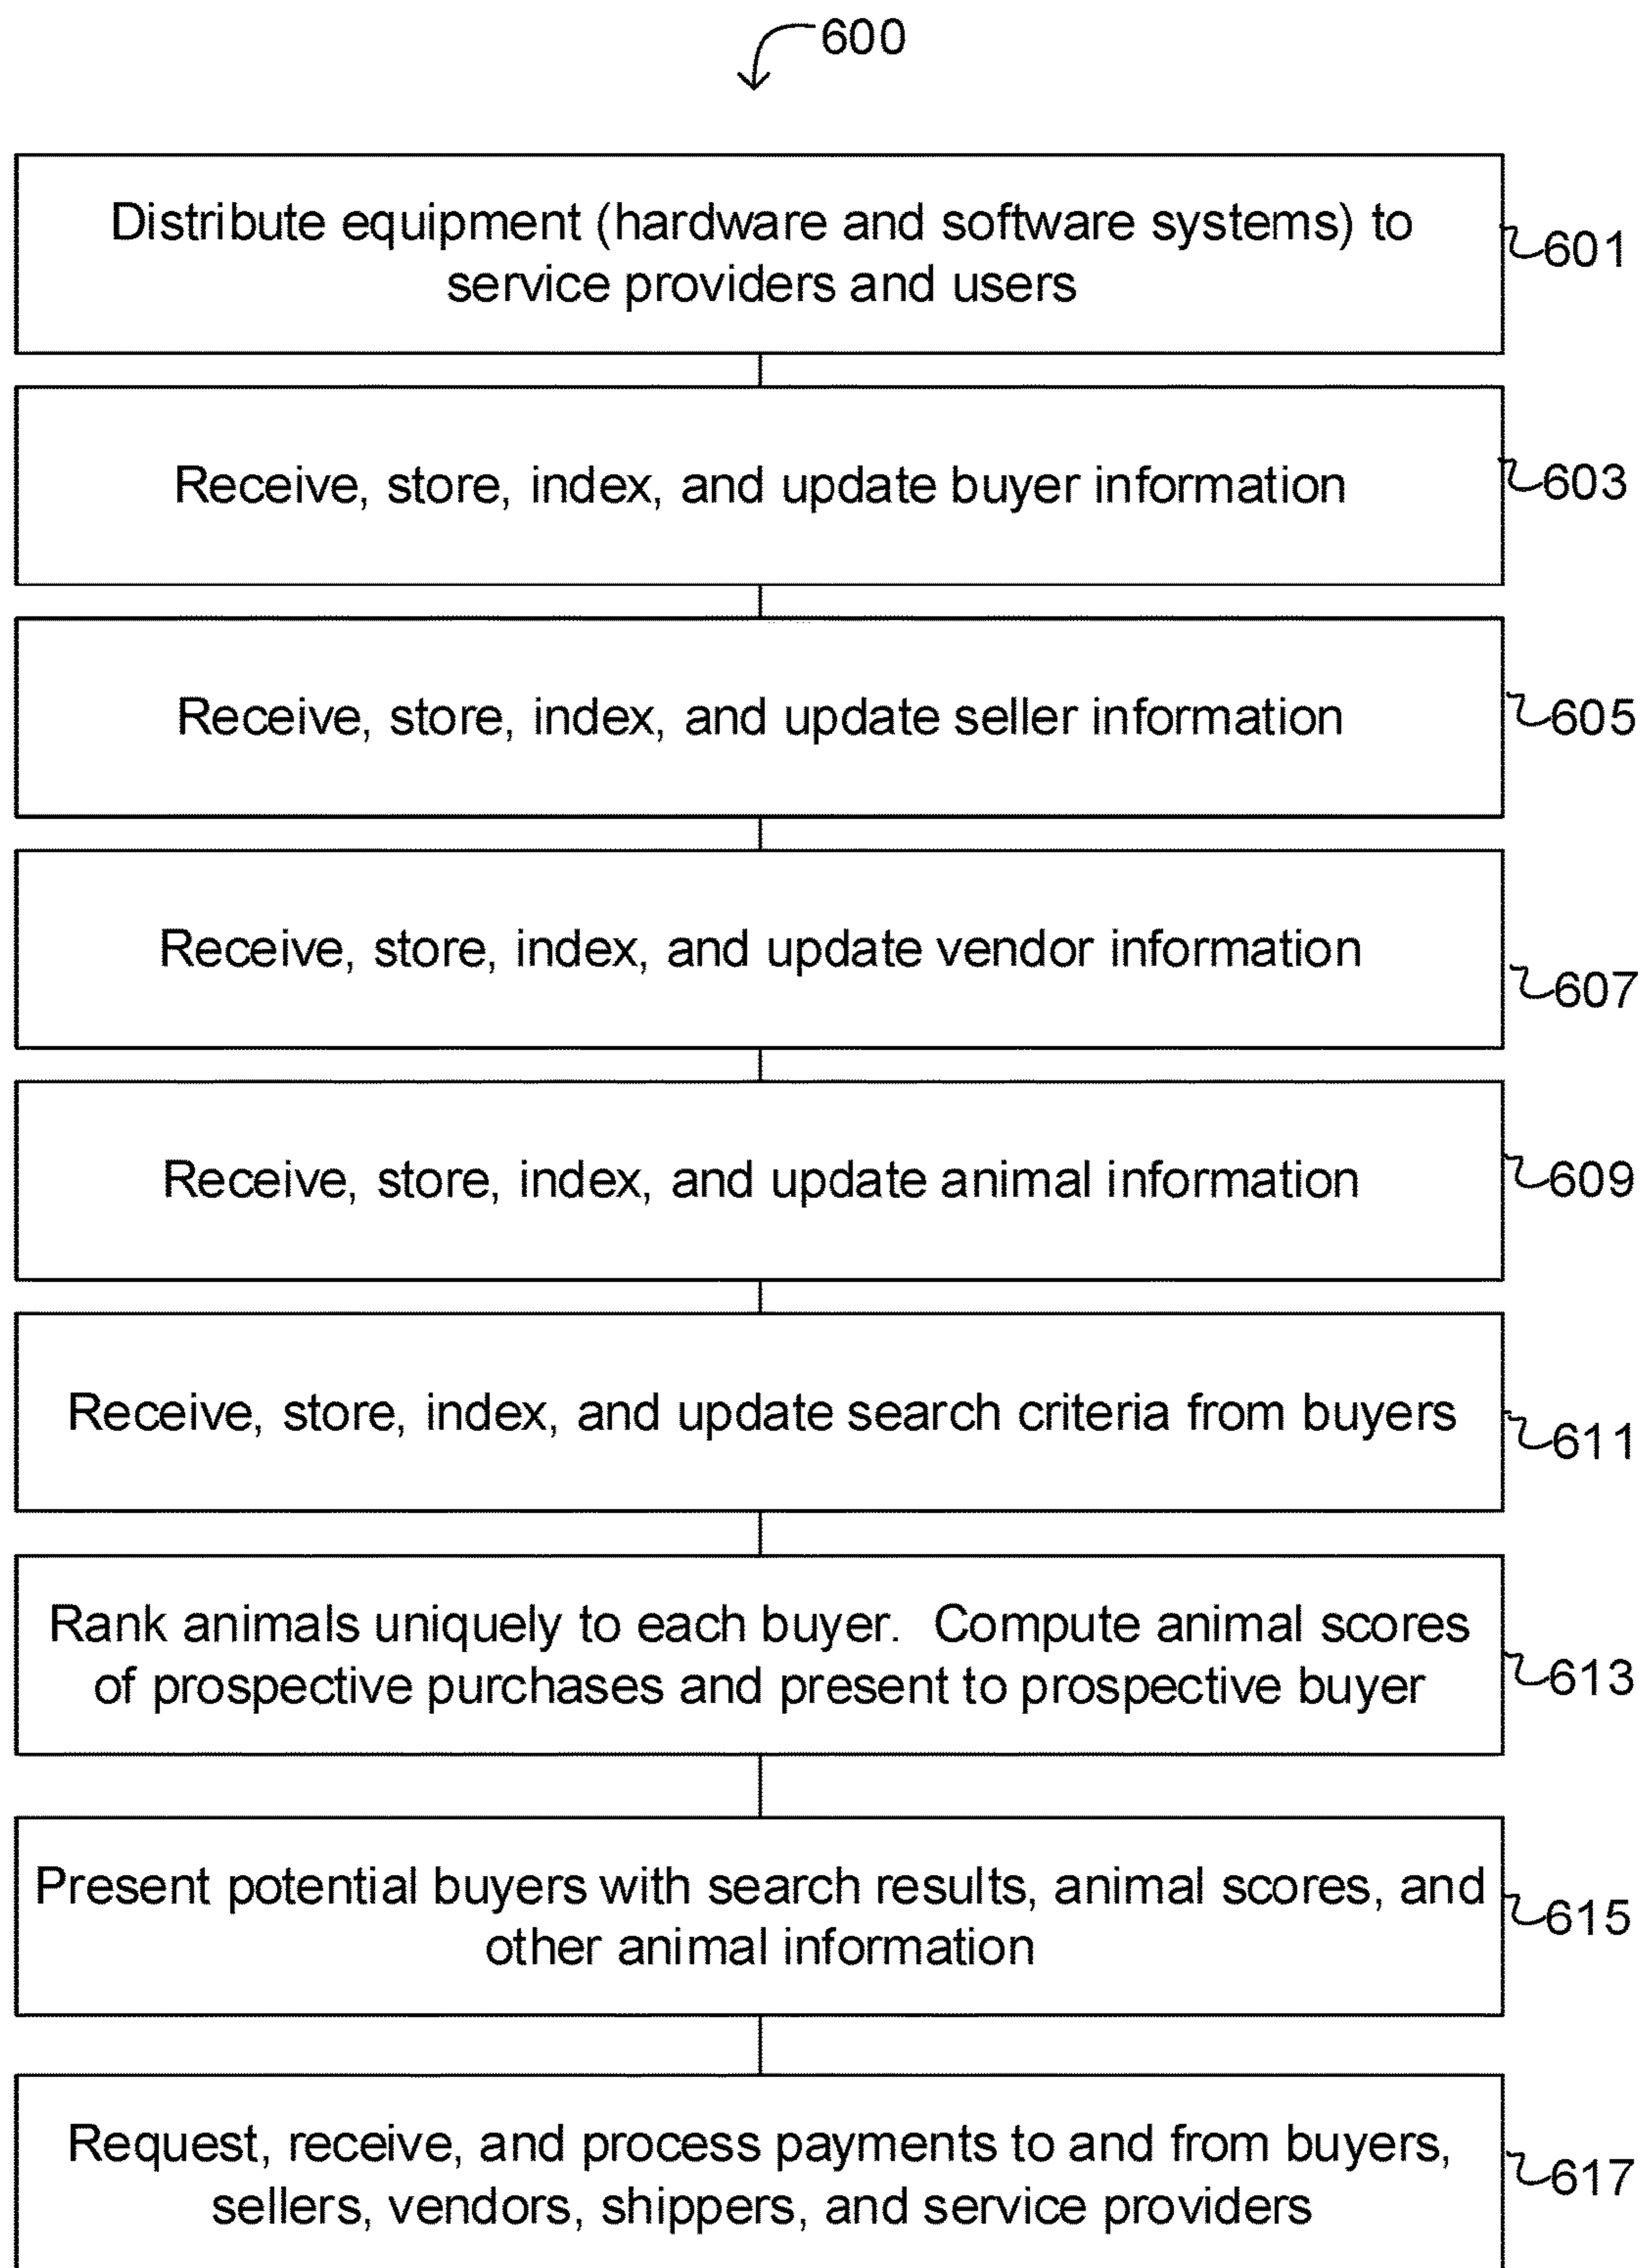 600
Distribute equipment (hardware and software systems) to
service providers and users
601
Receive, store, index, and update buyer information
603
Receive, store, index, and update seller information
605
Receive, store, index, and update vendor information
607
Receive, store, index, and update animal information
609
Receive, store, index, and update search criteria from buyers
611
Rank animals uniquely to each buyer.  Compute animal scores
of prospective purchases and present to prospective buyer
613
Present potential buyers with search results, animal scores, and
other animal information
615
Request, receive, and process payments to and from buyers,
sellers, vendors, shippers, and service providers
617